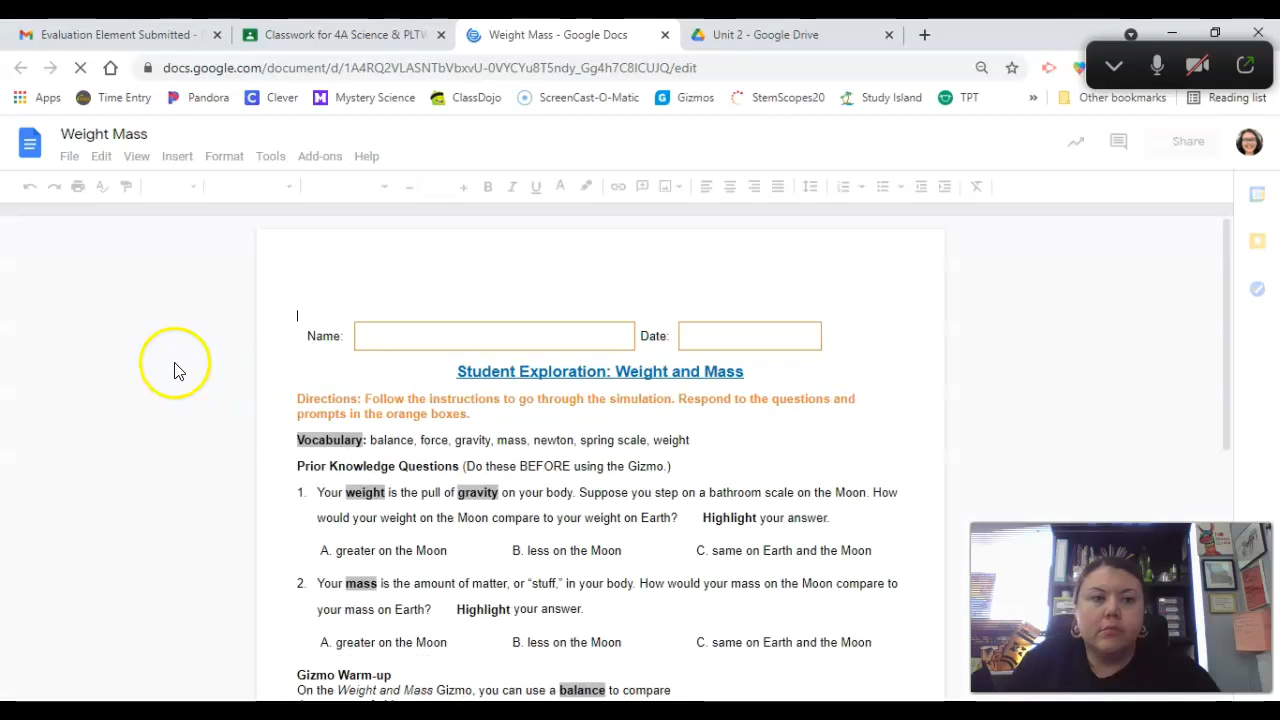 Evaluation Element Submitted -
Classwork for 4A Science & PLTW
Weight Mass - Google Docs
Unit 2 - Google Drive
docs.google.com/document/d/1A4RQ2VLASNTbVbxvU-0VYCYu8T5ndy_Gg4h7C8ICUJQ/edit
Apps
Time Entry
Pandora
Clever
Mystery Science
ClassDojo
ScreenCast-O-Matic
Gizmos
StemScopes20
Study Island
TPT
»
Other bookmarks
Reading list
Weight Mass
File Edit View Insert Format Tools Add-ons Help
Share
Name:
Date:
Student Exploration: Weight and Mass
Directions: Follow the instructions to go through the simulation. Respond to the questions and
prompts in the orange boxes.
Vocabulary: balance, force, gravity, mass, newton, spring scale, weight
Prior Knowledge Questions (Do these BEFORE using the Gizmo.)
1. Your weight is the pull of gravity on your body. Suppose you step on a bathroom scale on the Moon. How
would your weight on the Moon compare to your weight on Earth? Highlight your answer.
A. greater on the Moon B. less on the Moon C. same on Earth and the Moon
2. Your mass is the amount of matter, or “stuff,” in your body. How would your mass on the Moon compare to
your mass on Earth? Highlight your answer.
A. greater on the Moon B. less on the Moon C. same on Earth and the Moon
Gizmo Warm-up
On the Weight and Mass Gizmo, you can use a balance to compare